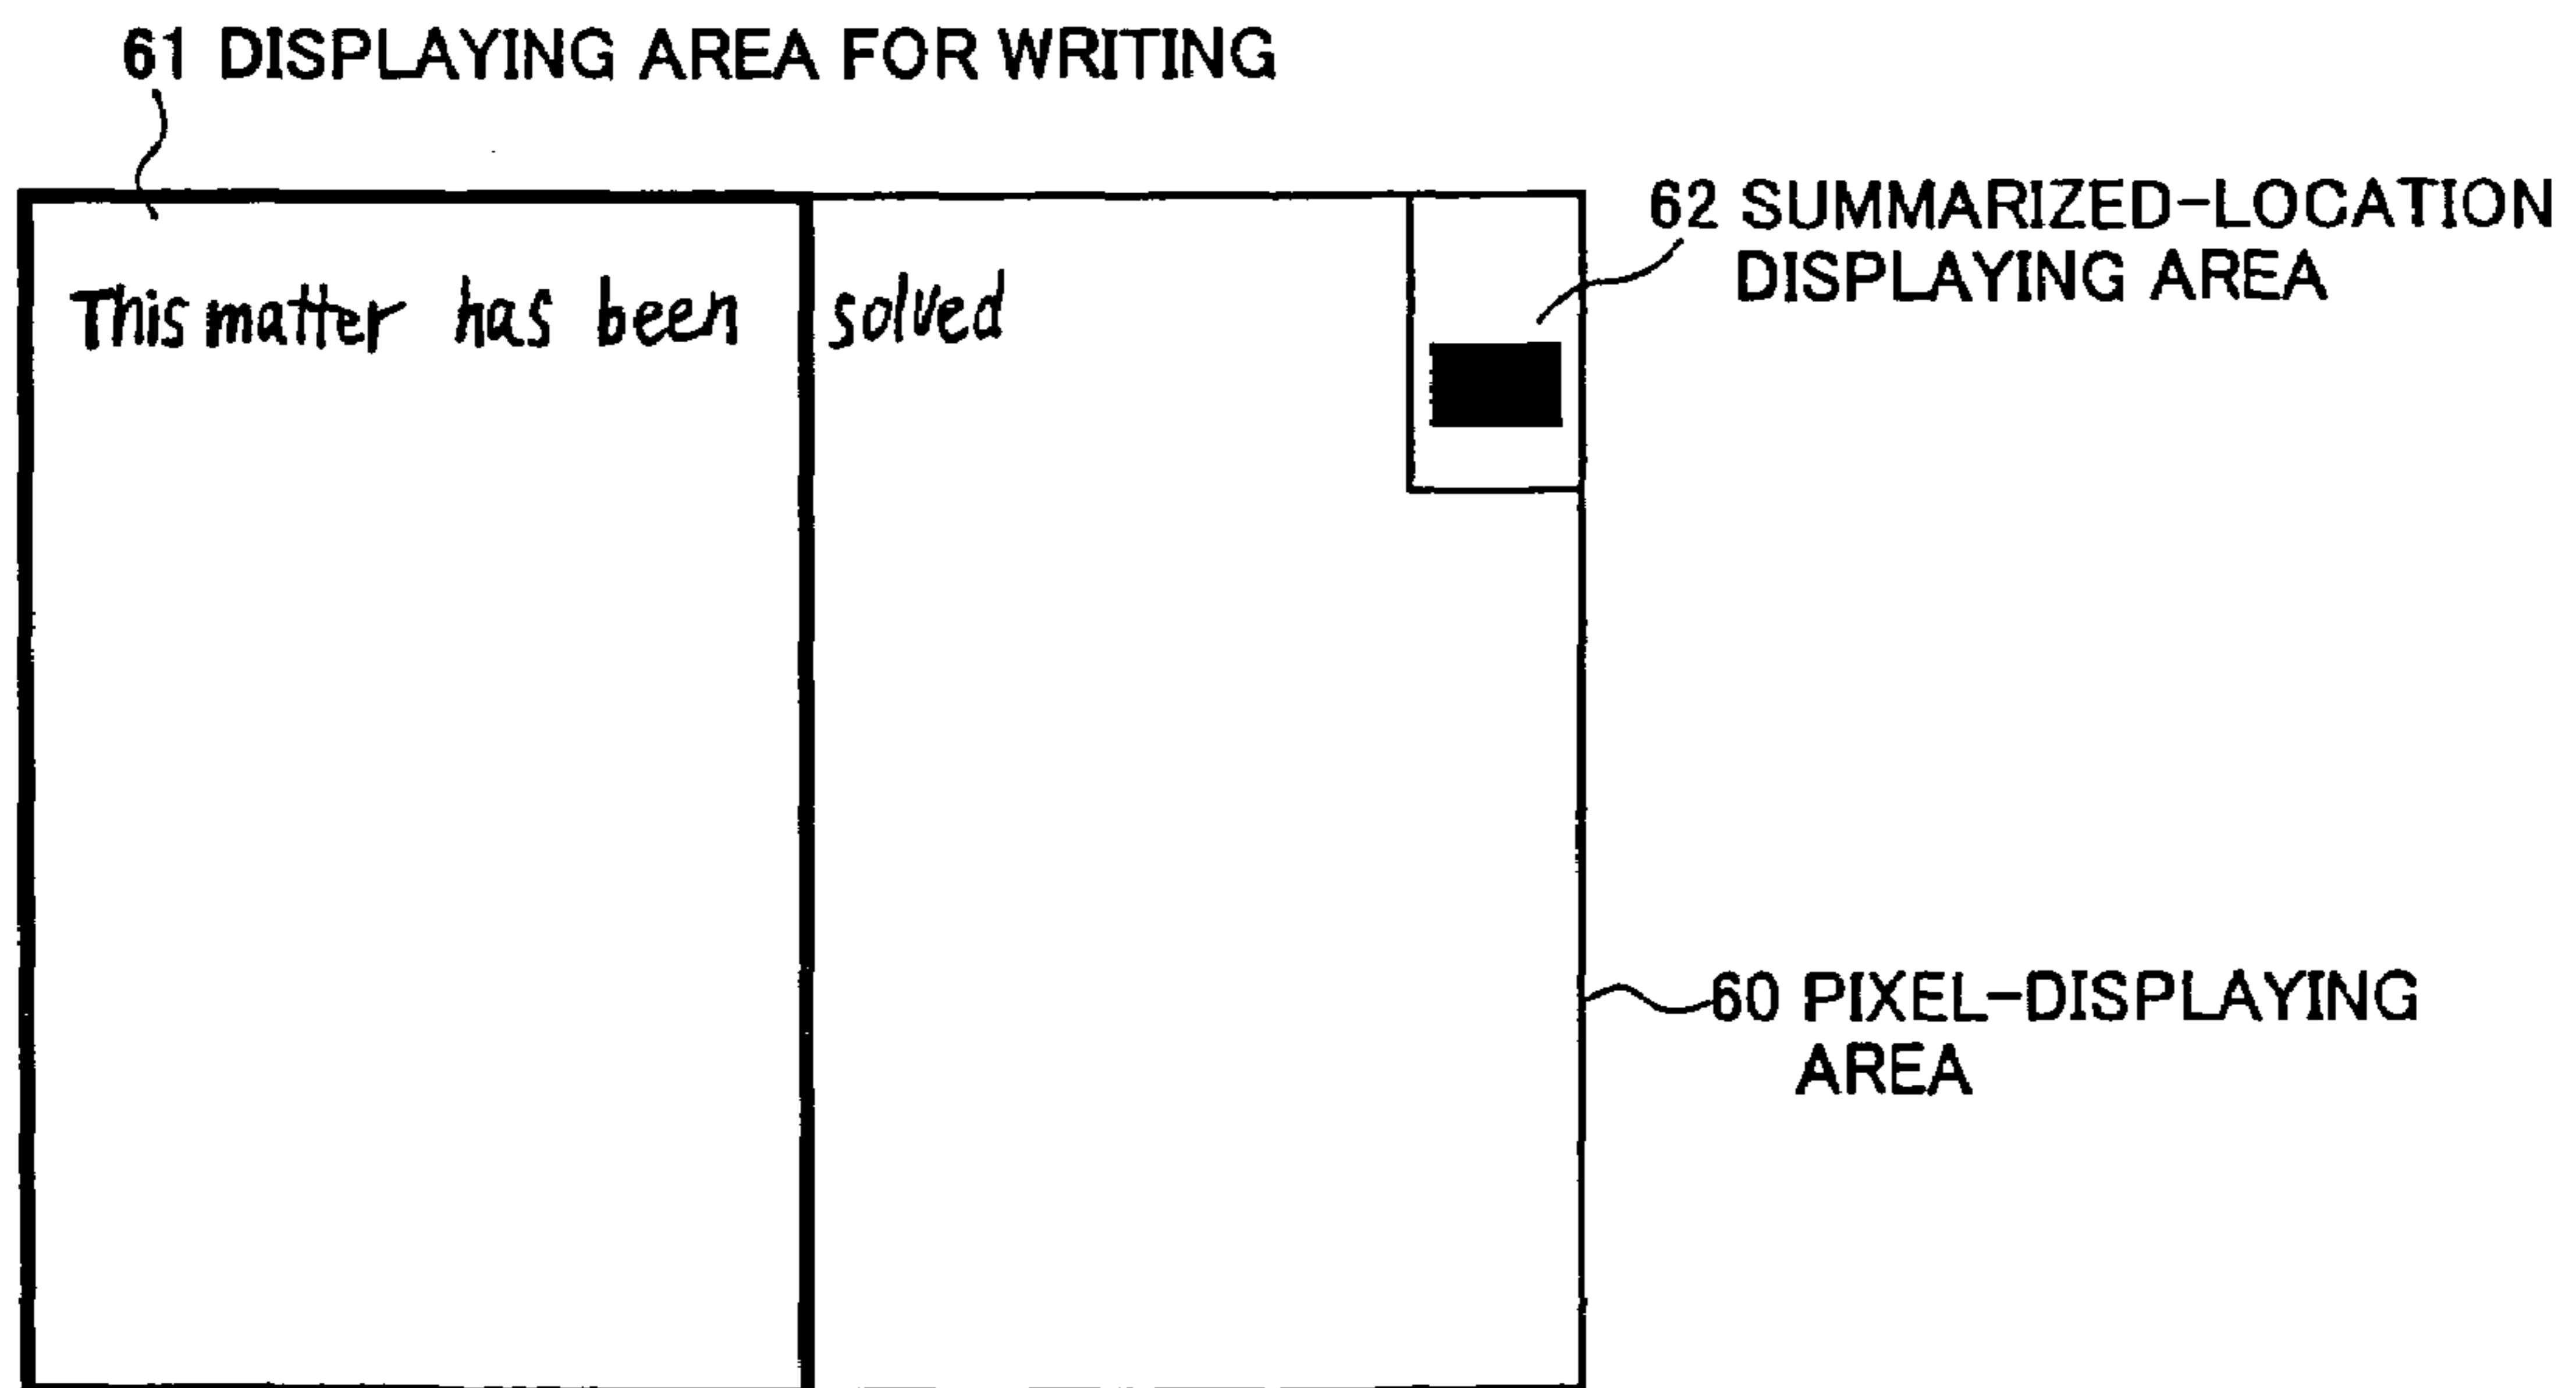 61 DISPLAYING AREA FOR WRITING
62 SUMMARIZED-LOCATION
DISPLAYING AREA
This matter has been solved
60 PIXEL-DISPLAYING
AREA